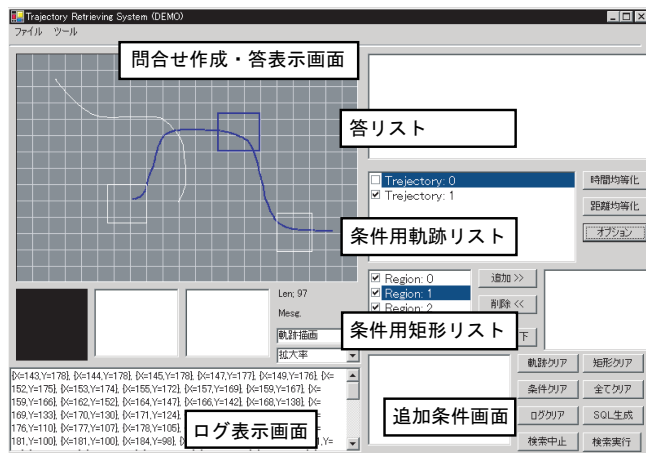 Trajectory Retrieving System (DEMO)
ファイル ツール
問合せ作成・答表示画面
答リスト
Trejectory: 0
Trejectory: 1
時間均等化
距離均等化
オプション
条件用軌跡リスト
Region: 0
Region: 1
Region: 2
追加 >>
削除 <<
下
条件用矩形リスト
Len; 97
Mesg.
軌跡描画
拡大率
{X=143,Y=178}, {X=144,Y=178}, {X=145,Y=178}, {X=147,Y=177}, {X=149,Y=176}, {X=
152,Y=175}, {X=153,Y=174}, {X=155,Y=172}, {X=157,Y=169}, {X=159,Y=167}, {X=
159,Y=166}, {X=162,Y=152}, {X=164,Y=147}, {X=166,Y=142}, {X=168,Y=138}, {X=
169,Y=133}, {X=170,Y=130}, {X=171,Y=124},
176,Y=110}, {X=177,Y=107}, {X=178,Y=105},
181,Y=100}, {X=181,Y=100}, {X=184,Y=98},
ログ表示画面
追加条件画面
軌跡クリア 矩形クリア
条件クリア 全てクリア
ログクリア SQL生成
検索中止 検索実行